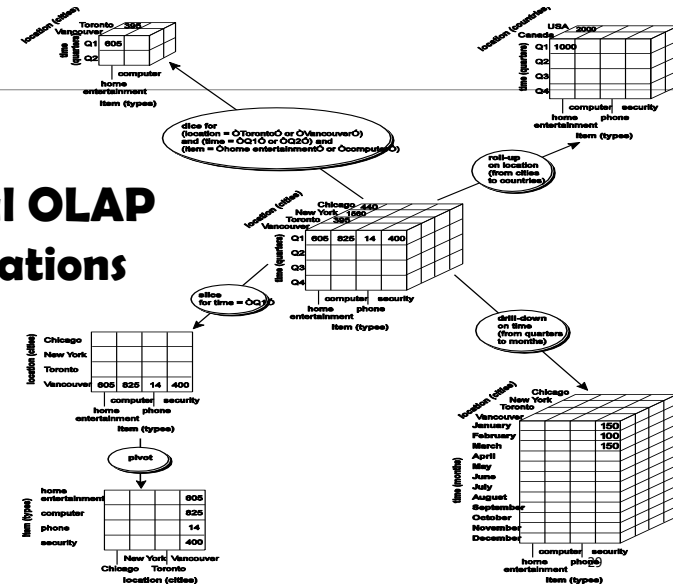 location (cities)
Toronto 395
Vancouver
time (quarters)
Q1 605
Q2
computer
home
entertainment
Item (types)
location (countries)
USA 2000
Canada
time (quarters)
Q1 1000
Q2
Q3
Q4
computer security
home phone
entertainment
Item (types)
dice for
(location = ÒTorontoÓ or ÒVancouverÓ)
and (time = ÒQ1Ó or ÒQ2Ó) and
(item = Òhome entertainmentÓ or ÒcomputerÓ)
roll-up
on location
(from cities
to countries)
OLAP
ations
location (cities)
Chicago 440
New York 1560
Toronto 395
Vancouver
time (quarters)
Q1 605 825 14 400
Q2
Q3
Q4
computer security
home phone
entertainment
Item (types)
slice
for time = ÒQ1Ó
drill-down
on time
(from quarters
to months)
location (cities)
Chicago
New York
Toronto
Vancouver 605 825 14 400
computer security
home phone
entertainment
Item (types)
pivot
Item (types)
home
entertainment 605
computer 825
phone 14
security 400
New York Vancouver
Chicago Toronto
location (cities)
location (cities)
Chicago
New York
Toronto
Vancouver
time (months)
January 150
February 100
March 150
April
May
June
July
August
September
October
November
December
computer security
home phone
entertainment
Item (types)